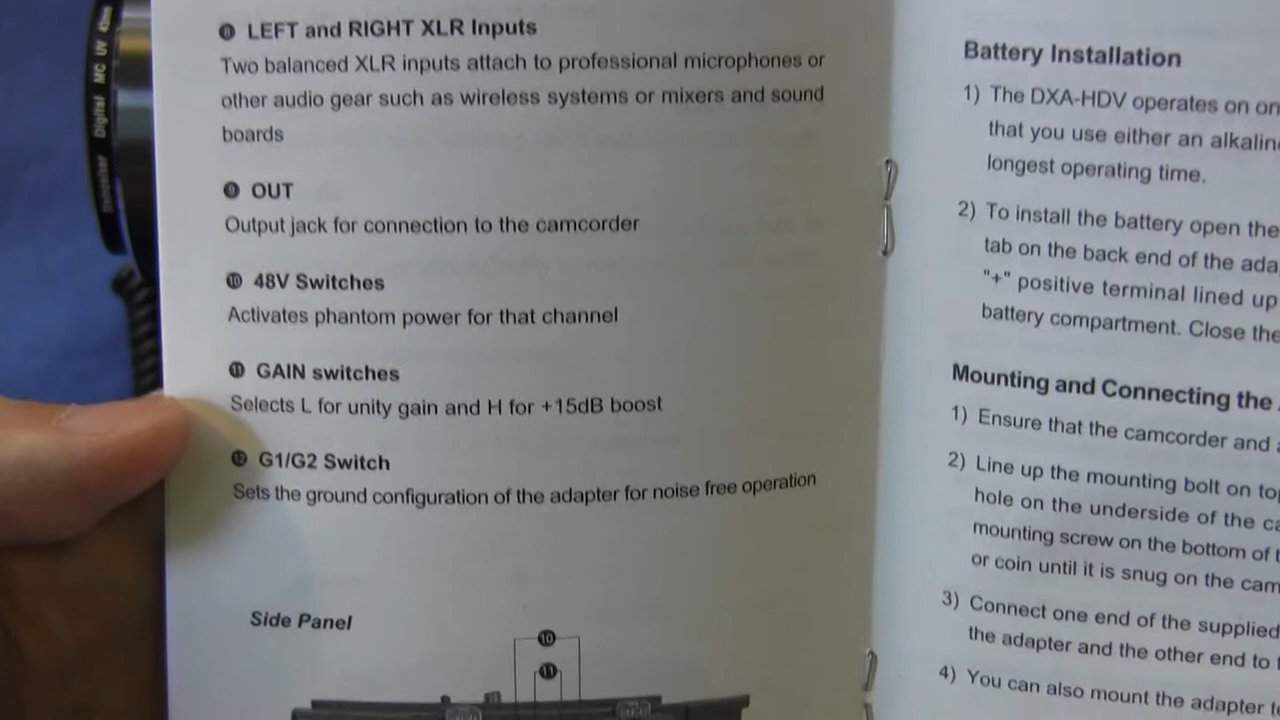 LEFT and RIGHT XLR Inputs
Two balanced XLR inputs attach to professional microphones or
other audio gear such as wireless systems or mixers and sound
boards
OUT
Output jack for connection to the camcorder
⑩ 48V Switches
Activates phantom power for that channel
⑪ GAIN switches
Selects L for unity gain and H for +15dB boost
⑫ G1/G2 Switch
Sets the ground configuration of the adapter for noise free operation
Side Panel
⑩
⑪
Battery Installation
1) The DXA-HDV operates on
that you use either an
longest operating time.
2) To install the battery open the
tab on the back end of the
"+" positive terminal lined up
battery compartment. Close the
Mounting and Connecting the
1) Ensure that the camcorder and
2) Line up the mounting bolt on
hole on the underside of the
mounting screw on the bottom of
or coin until it is snug on the
3) Connect one end of the supplied
the adapter and the other end to
4) You can also mount the adapter
Digital MC UV